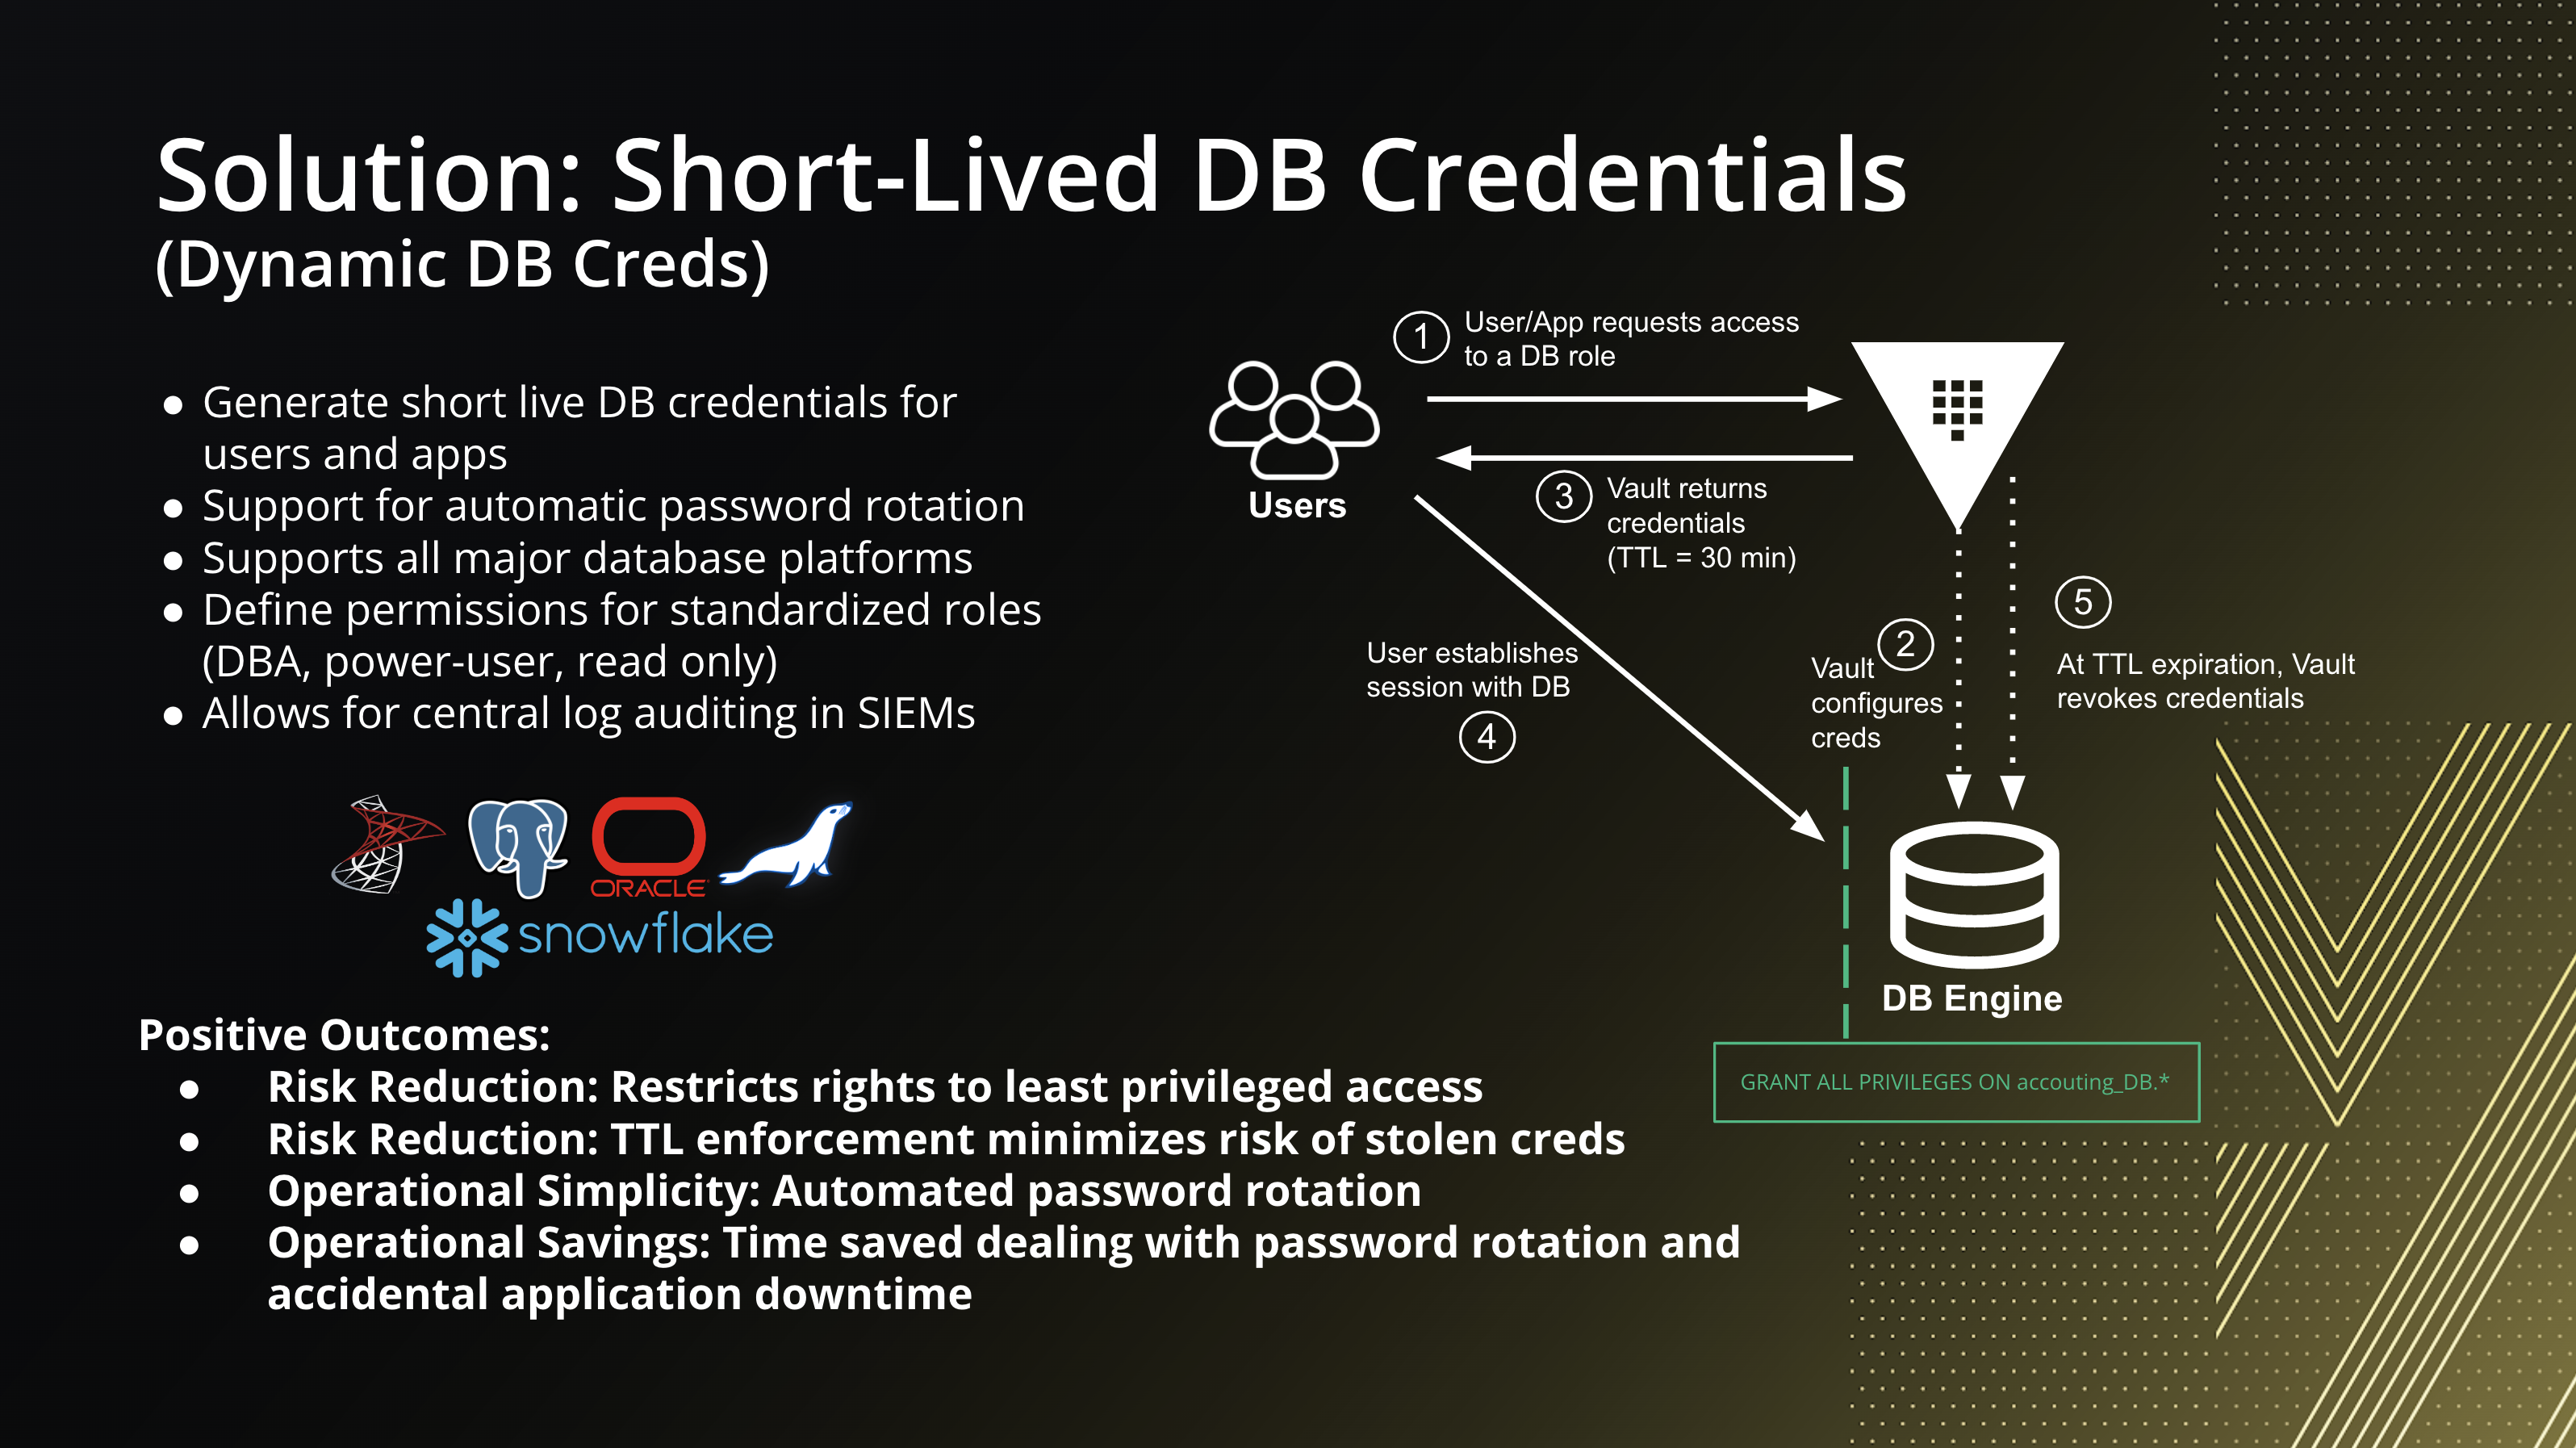 Solution: Short-Lived DB Credentials
(Dynamic DB Creds)
● Generate short live DB credentials for
users and apps
● Support for automatic password rotation
● Supports all major database platforms
● Define permissions for standardized roles
(DBA, power-user, read only)
● Allows for central log auditing in SIEMs
ORACLE
snowflake
Positive Outcomes:
● Risk Reduction: Restricts rights to least privileged access
● Risk Reduction: TTL enforcement minimizes risk of stolen creds
● Operational Simplicity: Automated password rotation
● Operational Savings: Time saved dealing with password rotation and
accidental application downtime
1
User/App requests access
to a DB role
Users
3
Vault returns
credentials
(TTL = 30 min)
User establishes
session with DB
4
2
Vault
configures
creds
5
At TTL expiration, Vault
revokes credentials
DB Engine
GRANT ALL PRIVILEGES ON accouting_DB.*